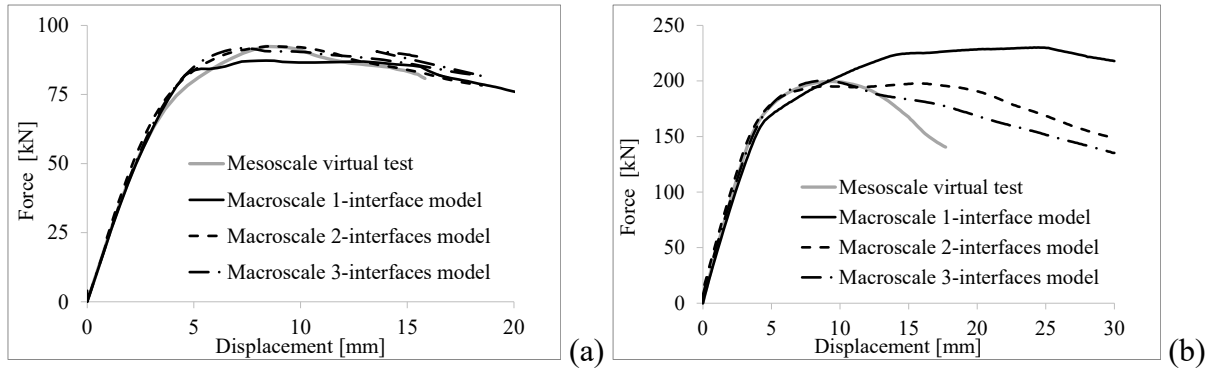 (a)
Force [kN]
100
75
50
25
0
Mesoscale virtual test
Macroscale 1-interface model
Macroscale 2-interfaces model
Macroscale 3-interfaces model
0 5 10 15 20
Displacement [mm]
(a)
(b)
Force [kN]
250
200
150
100
50
0
Mesoscale virtual test
Macroscale 1-interface model
Macroscale 2-interfaces model
Macroscale 3-interfaces model
0 5 10 15 20 25 30
Displacement [mm]
(b)